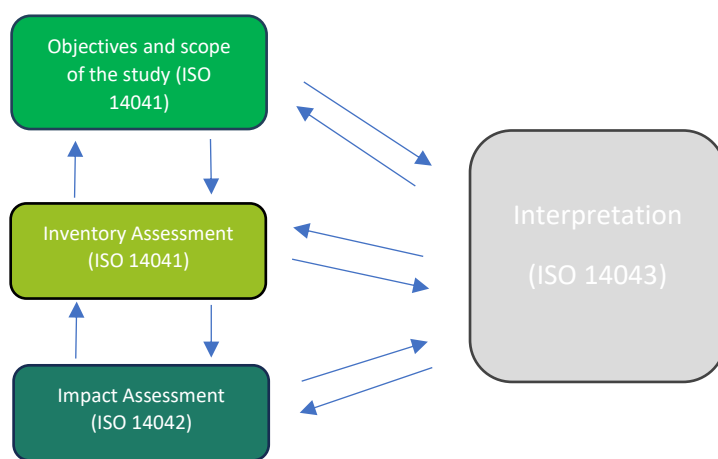 Objectives and scope
of the study (ISO
14041)
Inventory Assessment
(ISO 14041)
Impact Assessment
(ISO 14042)
Interpretation
(ISO 14043)